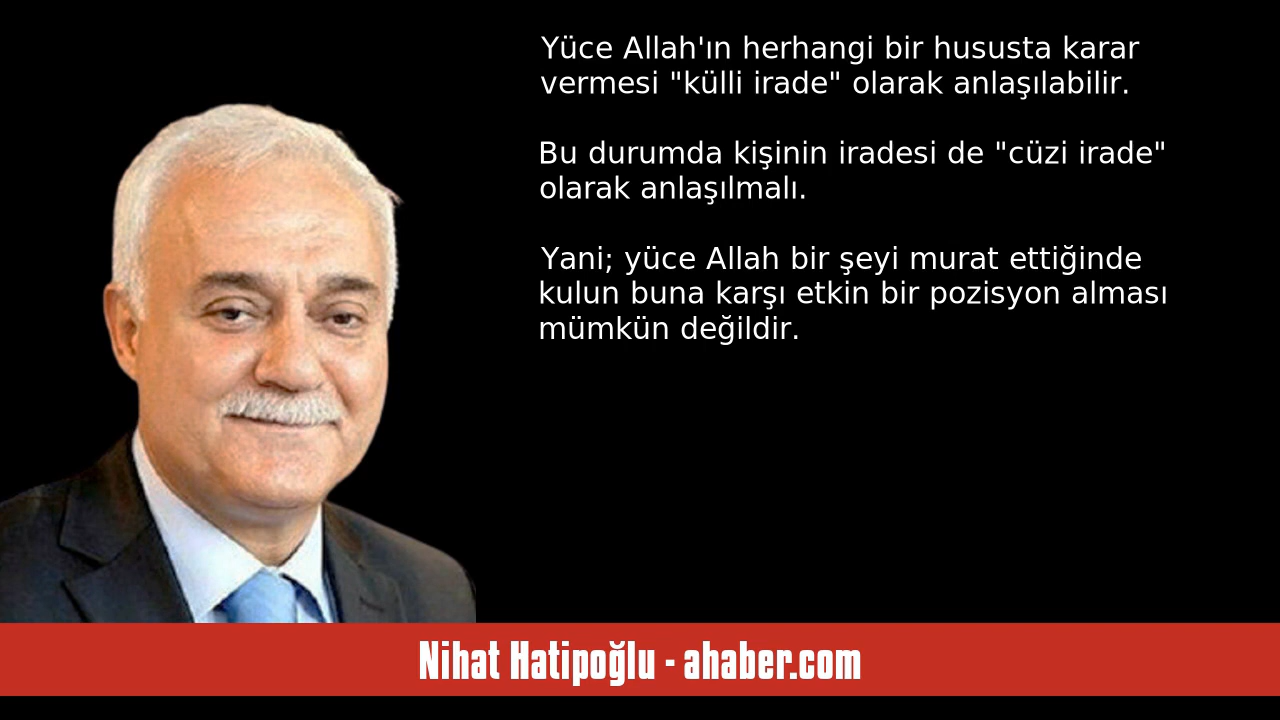 Yüce Allah'ın herhangi bir hususta karar
vermesi "külli irade" olarak anlaşılabilir.
Bu durumda kişinin iradesi de "cüzi irade"
olarak anlaşılmalı.
Yani; yüce Allah bir şeyi murat ettiğinde
kulun buna karşı etkin bir pozisyon alması
mümkün değildir.
Nihat Hatipoğlu - ahaber.com